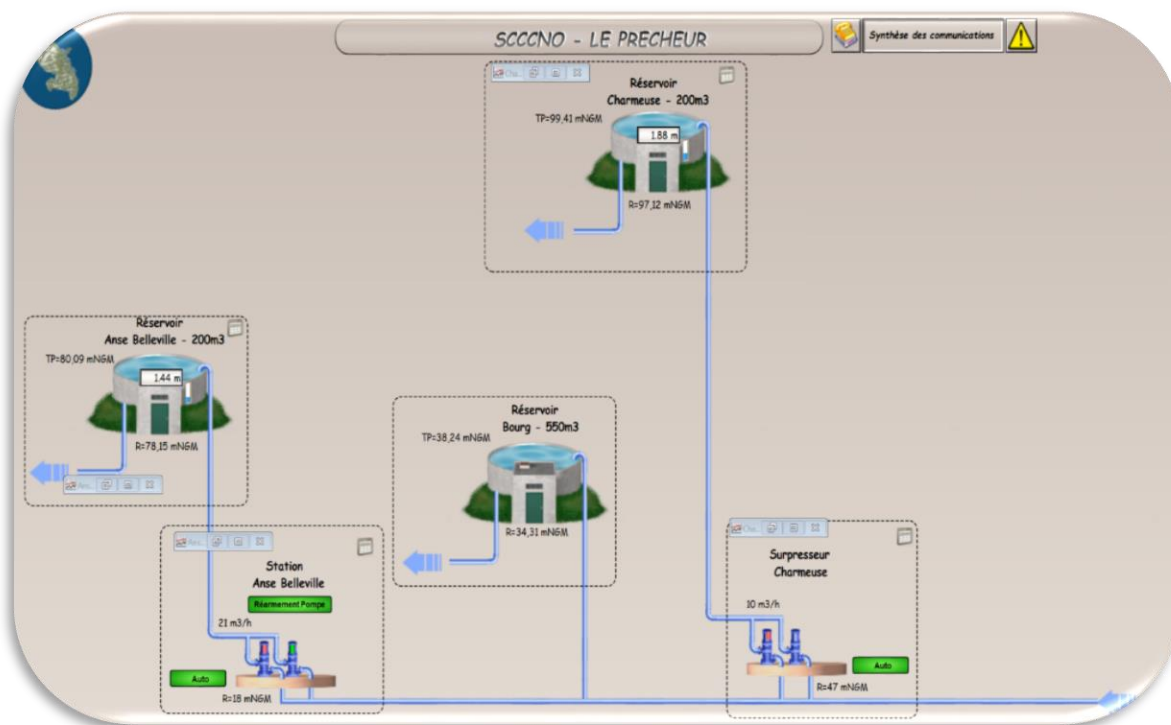 SCCCNO - LE PRECHEUR
Synthèse des communications
Réservoir
Charmeuse - 200m3
TP=99,41 mNGM
1.88 m
R=97,12 mNGM
Réservoir
Anse Belleville - 200m3
TP=80,09 mNGM
1.44 m
R=78,15 mNGM
Réservoir
Bourg - 550m3
TP=38,24 mNGM
R=34,31 mNGM
Station
Anse Belleville
Réarmement Pompe
21 m3/h
Auto
R=18 mNGM
Surpresseur
Charmeuse
10 m3/h
Auto
R=47 mNGM